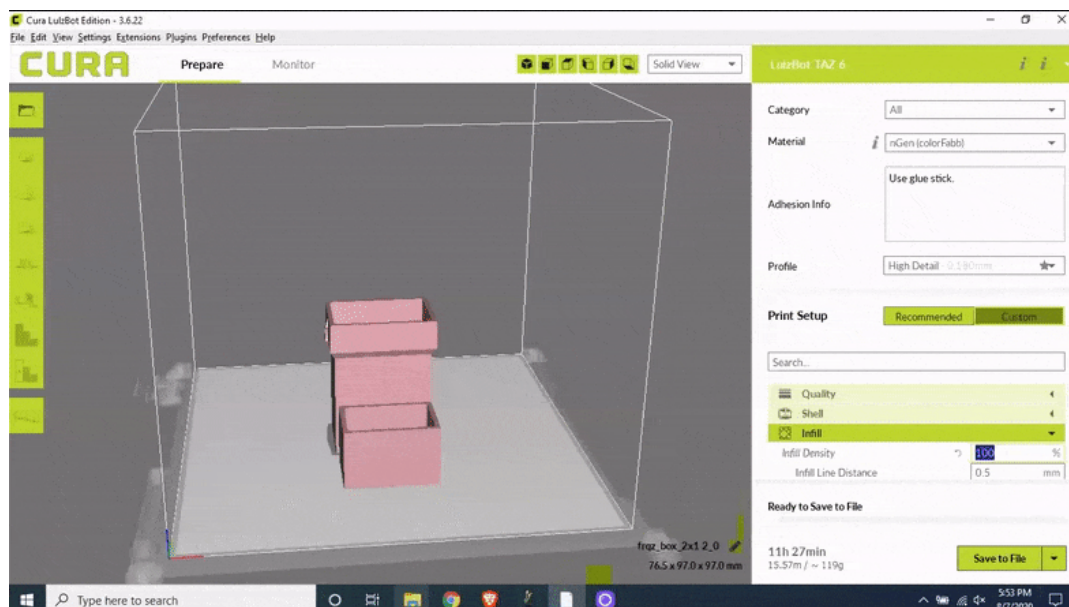 Cura LulzBot Edition - 3.6.22
File Edit View Settings Extensions Plugins Preferences Help
CURA
Prepare
Monitor
Solid View
LulzBot TAZ 6
Category
All
Material
nGen (colorFabb)
Adhesion Info
Use glue stick.
Profile
High Detail
Print Setup
Recommended
Custom
Search...
Quality
Shell
Infill
Infill Density
100
%
Infill Line Distance
0.5
mm
Ready to Save to File
frqz_box_2x1 2_0
76.5 x 97.0 x 97.0 mm
11h 27min
15.57m / ~ 119g
Save to File
Type here to search
5:53 PM